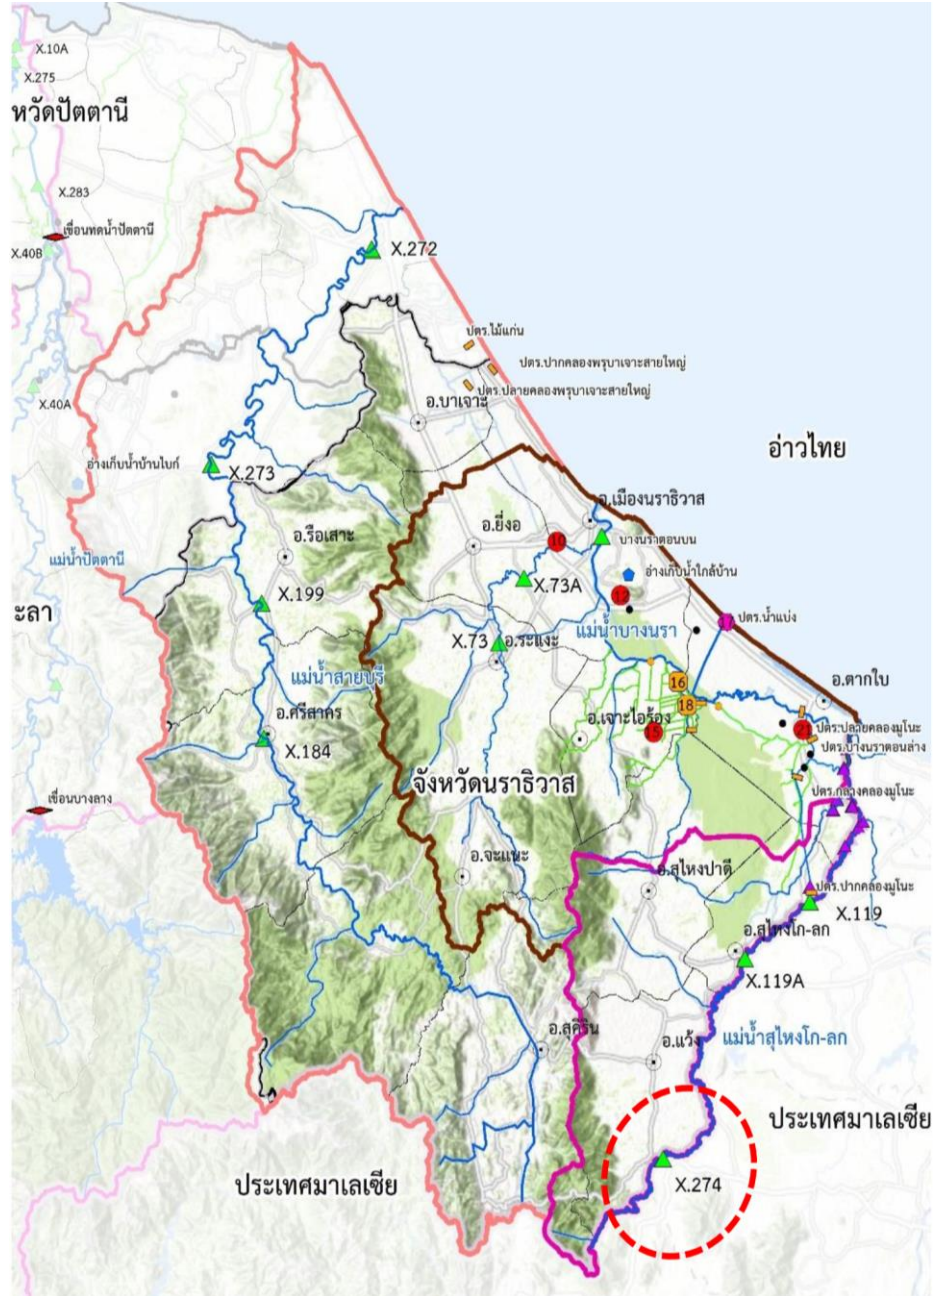 X.10A
X.275
หวัดปัตตานี
X.283
เขื่อนทดน้ำปัตตานี
X.40B
X.272
ปตร.ไม้แก่น
ปตร.ปากคลองพรุบาเจาะสายใหญ่
ปตร.ปลายคลองพรุบาเจาะสายใหญ่
X.40A
อ.บาเจาะ
อ่าวไทย
อ่างเก็บน้ำบ้านไบก์
X.273
อ.เมืองนราธิวาส
อ.ยี่งอ
10
บางนราตอนบน
อ.รือเสาะ
แม่น้ำปัตตานี
อ่างเก็บน้ำใกล้บ้าน
X.73A
12
X.199
ะลา
17
ปตร.น้ำแบ่ง
X.73
อ.ระแงะ
แม่น้ำบางนรา
แม่น้ำสายบุรี
16
อ.ตากใบ
18
อ.ศรีสาคร
อ.เจาะไอร้อง
15
21
ปตร.ปลายคลองมูโนะ
X.184
ปตร.บางนราตอนล่าง
จังหวัดนราธิวาส
ปตร.กลางคลองมูโนะ
เขื่อนบางลาง
อ.จะแนะ
อ.สุไหงปาดี
ปตร.ปากคลองมูโนะ
X.119
อ.สุไหงโก-ลก
X.119A
อ.สุคิริน
อ.แว้ง
แม่น้ำสุไหงโก-ลก
ประเทศมาเลเซีย
ประเทศมาเลเซีย
X.274